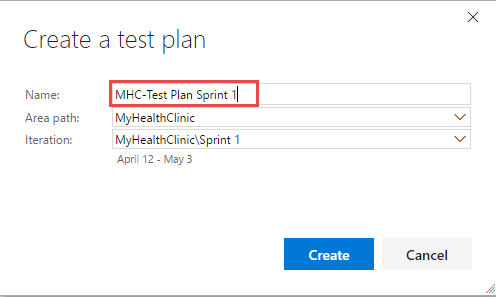 Create a test plan
Name: MHC-Test Plan Sprint 1
Area path: MyHealthClinic
Iteration: MyHealthClinic\Sprint 1
April 12 - May 3
Create Cancel